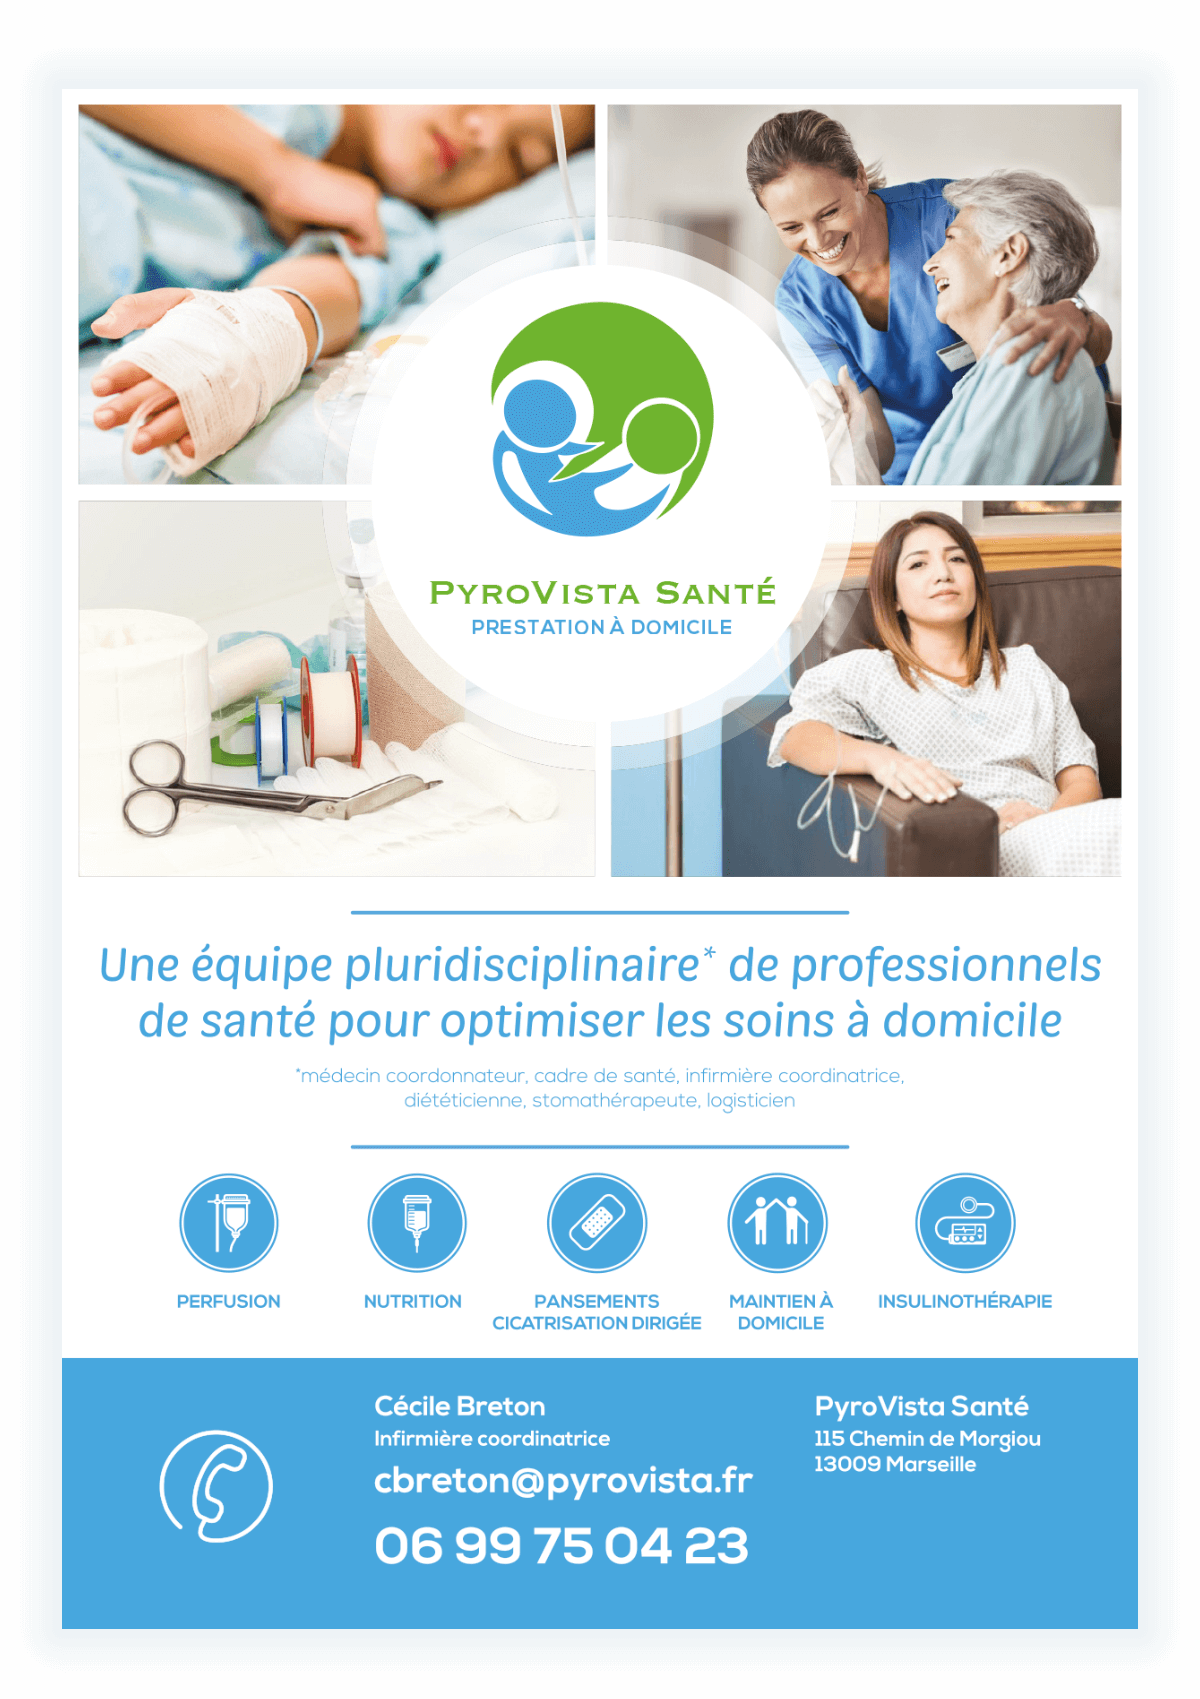 PyroVista Santé
PRESTATION À DOMICILE
Une équipe pluridisciplinaire* de professionnels
de santé pour optimiser les soins à domicile
*médecin coordonnateur, cadre de santé, infirmière coordinatrice,
diététicienne, stomathérapeute, logisticien
PERFUSION
NUTRITION
PANSEMENTS
CICATRISATION DIRIGÉE
MAINTIEN À
DOMICILE
INSULINOTHÉRAPIE
Cécile Breton
Infirmière coordinatrice
cbreton@pyrovista.fr
06 99 75 04 23
PyroVista Santé
115 Chemin de Morgiou
13009 Marseille